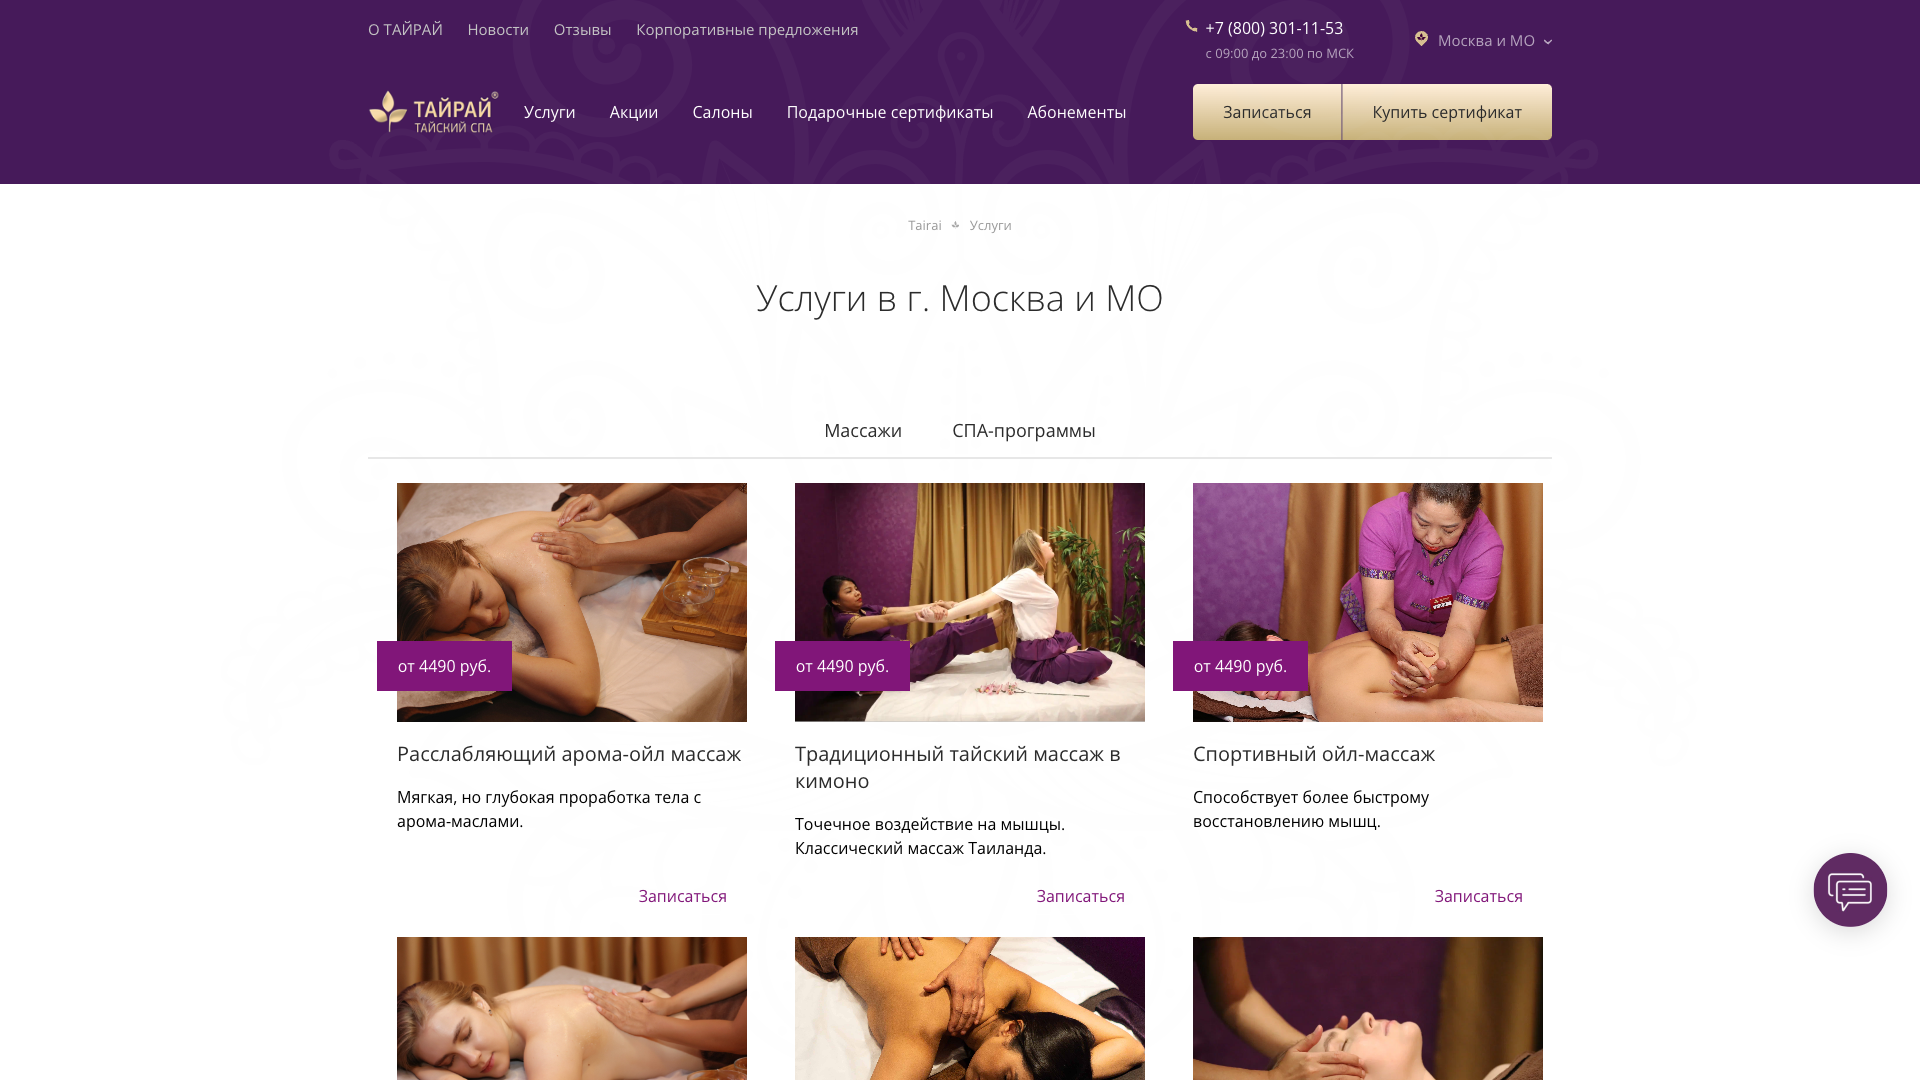 О ТАЙРАЙ
Новости
Отзывы
Корпоративные предложения
+7 (800) 301-11-53
с 09:00 до 23:00 по МСК
Москва и МО
ТАЙРАЙ®
ТАЙСКИЙ СПА
Услуги
Акции
Салоны
Подарочные сертификаты
Абонементы
Записаться
Купить сертификат
Tairai
Услуги
Услуги в г. Москва и МО
Массажи
СПА-программы
от 4490 руб.
от 4490 руб.
от 4490 руб.
Расслабляющий арома-ойл массаж
Мягкая, но глубокая проработка тела с
арома-маслами.
Записаться
Традиционный тайский массаж в
кимоно
Точечное воздействие на мышцы.
Классический массаж Таиланда.
Записаться
Спортивный ойл-массаж
Способствует более быстрому
восстановлению мышц.
Записаться